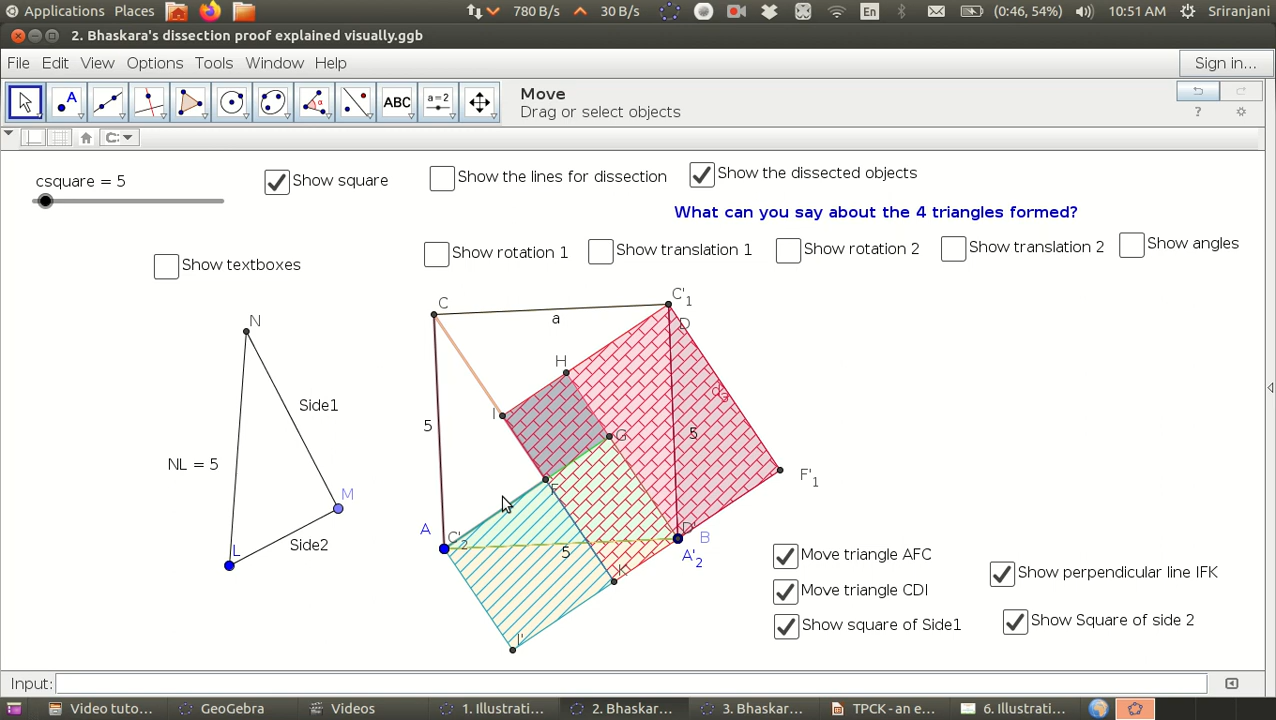 Applications Places 780 B/s 30 B/s En (0:46, 54%) 10:51 AM Sriranjani
2. Bhaskara's dissection proof explained visually.ggb
File Edit View Options Tools Window Help Sign in...
A ABC a=2 Move
Drag or select objects ?
csquare = 5 Show square Show the lines for dissection Show the dissected objects
What can you say about the 4 triangles formed?
Show textboxes Show rotation 1 Show translation 1 Show rotation 2 Show translation 2 Show angles
C C'1
D
N a
H
Side1
I
5 G 5
NL = 5
F F'1
M
A C'2 D' B
L Side2 5 A'2
K
I'
Move triangle AFC
Move triangle CDI
Show square of Side1
Show perpendicular line IFK
Show Square of side 2
Input:
Video tuto... GeoGebra Videos 1. Illustrati... 2. Bhaskar... 3. Bhaskar... TPCK - an e... 6. Illustrat...